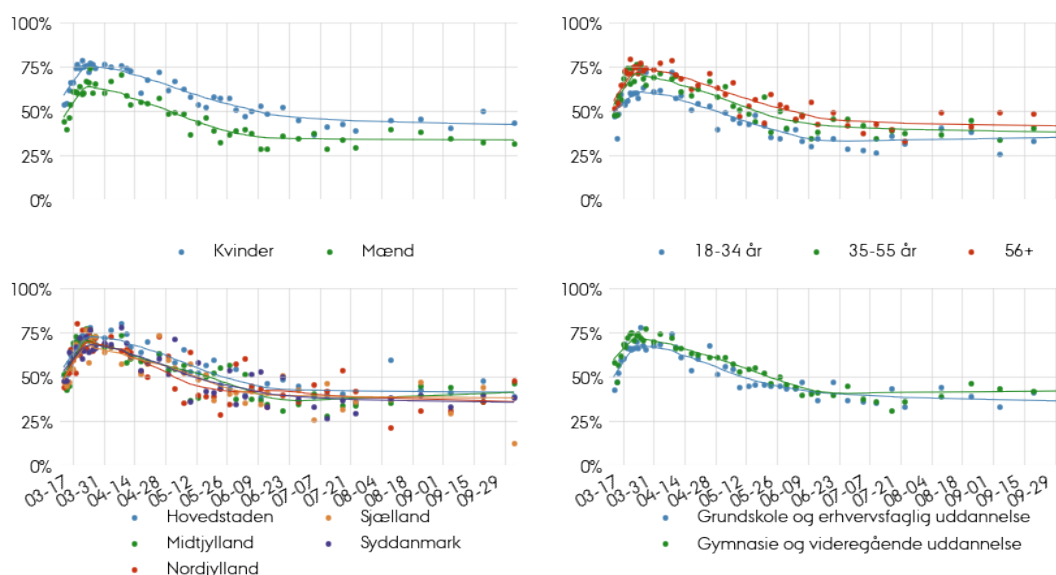 100%
75%
50%
25%
0%
Kvinder Mænd
100%
75%
50%
25%
0%
18-34 år 35-55 år 56+
100%
75%
50%
25%
0%
03-17 03-31 04-14 04-28 05-12 05-26 06-09 06-23 07-07 07-21 08-04 08-18 09-01 09-15 09-29
Hovedstaden Sjælland
Midtjylland Syddanmark
Nordjylland
100%
75%
50%
25%
0%
03-17 03-31 04-14 04-28 05-12 05-26 06-09 06-23 07-07 07-21 08-04 08-18 09-01 09-15 09-29
Grundskole og erhvervsfaglig uddannelse
Gymnasie og videregående uddannelse